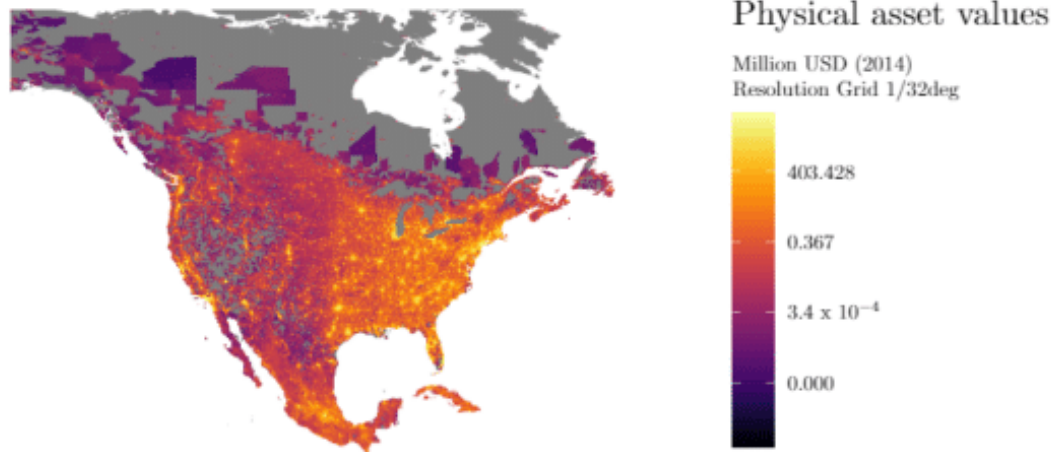 Physical asset values
Million USD (2014)
Resolution Grid 1/32deg
403.428
0.367
3.4 x 10⁻⁴
0.000